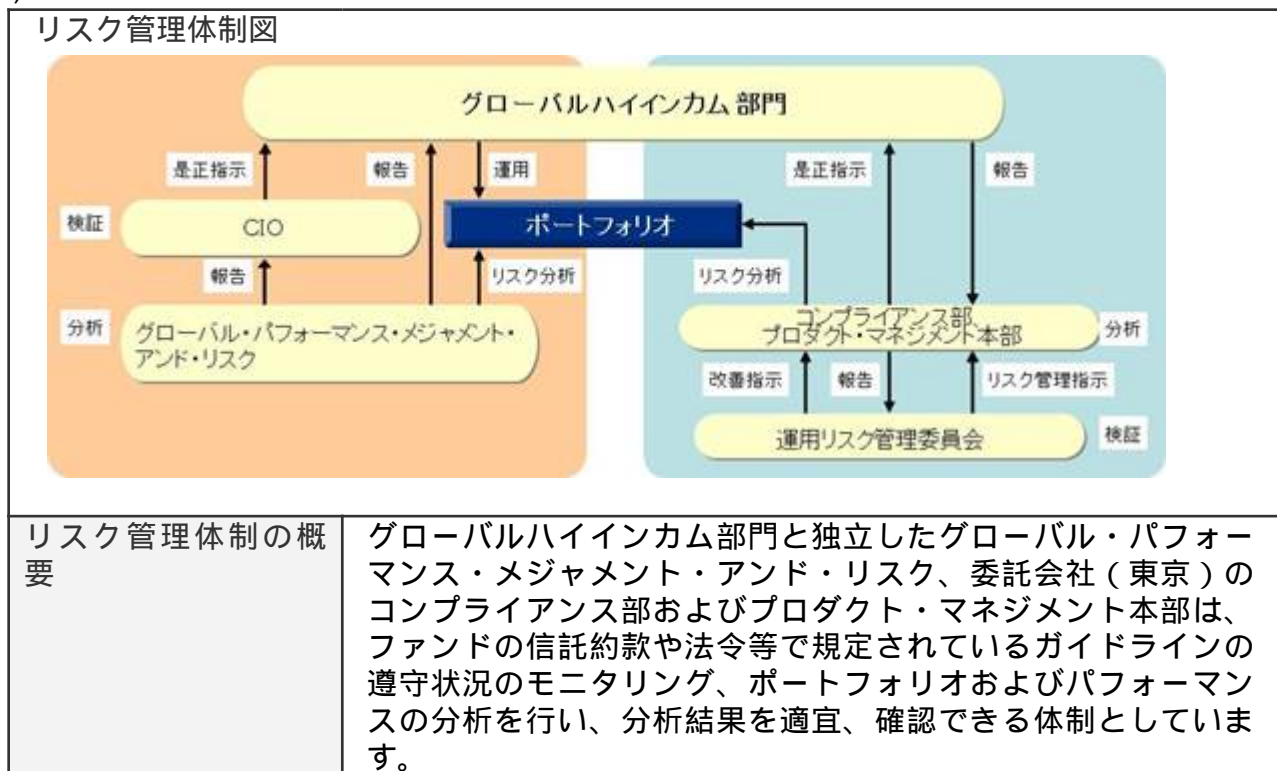 リスク管理体制図
グローバルハイインカム部門
是正指示
報告
運用
是正指示
報告
検証
CIO
ポートフォリオ
報告
リスク分析
リスク分析
分析
グローバル・パフォーマンス・メジャメント・
アンド・リスク
コンプライアンス部、
プロダクト・マネジメント本部
分析
改善指示
報告
リスク管理指示
運用リスク管理委員会
検証
リスク管理体制の概
要
グローバルハイインカム部門と独立したグローバル・パフォー
マンス・メジャメント・アンド・リスク、委託会社（東京）の
コンプライアンス部およびプロダクト・マネジメント本部は、
ファンドの信託約款や法令等で規定されているガイドラインの
遵守状況のモニタリング、ポートフォリオおよびパフォーマン
スの分析を行い、分析結果を適宜、確認できる体制としていま
す。